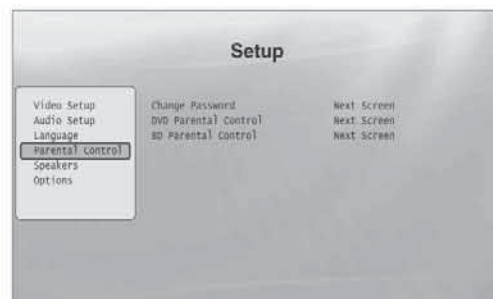 Setup
Video Setup
Audio Setup
Language
Parental Control
Speakers
Options
Change Password Next Screen
DVD Parental Control Next Screen
BD Parental Control Next Screen